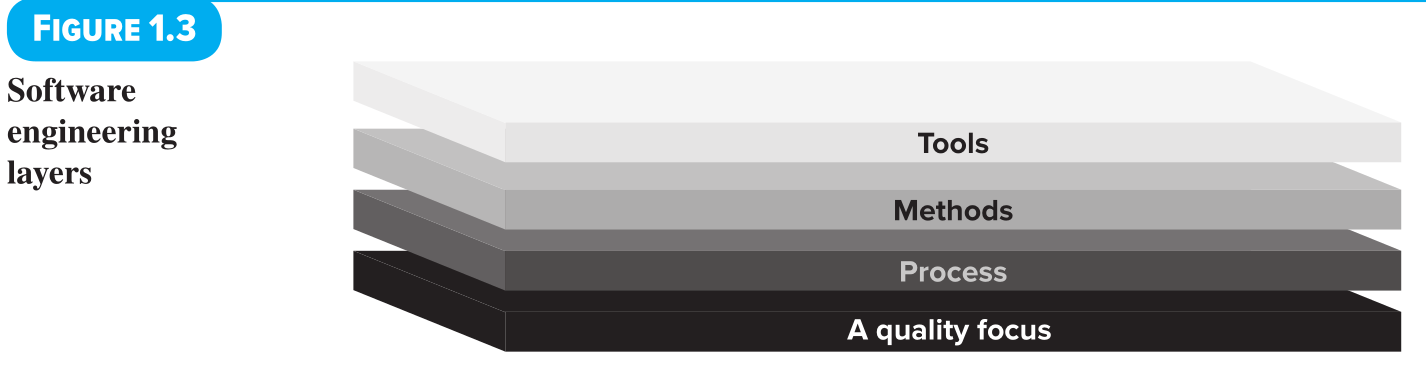 FIGURE 1.3
Software
engineering
layers
Tools
Methods
Process
A quality focus